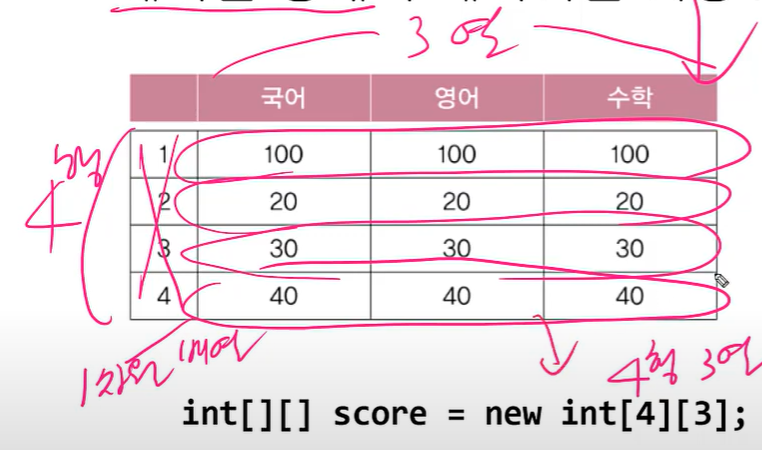 3 열
국어 영어 수학
1 100 100 100
2 20 20 20
3 30 30 30
4 40 40 40
4행
1차원 배열
4행 3열
int[][] score = new int[4][3];